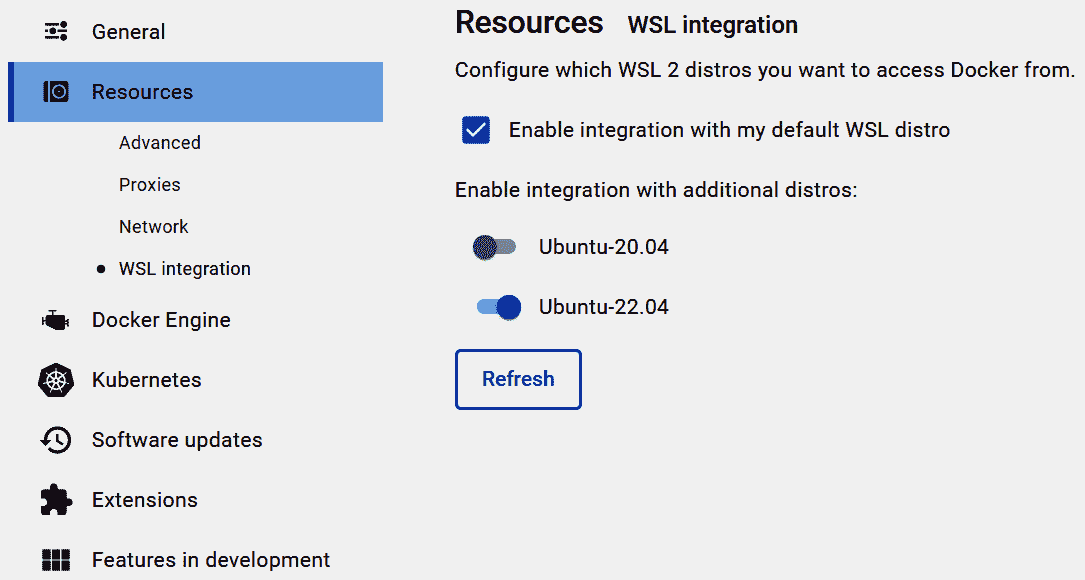 General
Resources
Advanced
Proxies
Network
WSL integration
Docker Engine
Kubernetes
Software updates
Extensions
Features in development
Resources WSL integration
Configure which WSL 2 distros you want to access Docker from.
Enable integration with my default WSL distro
Enable integration with additional distros:
Ubuntu-20.04
Ubuntu-22.04
Refresh